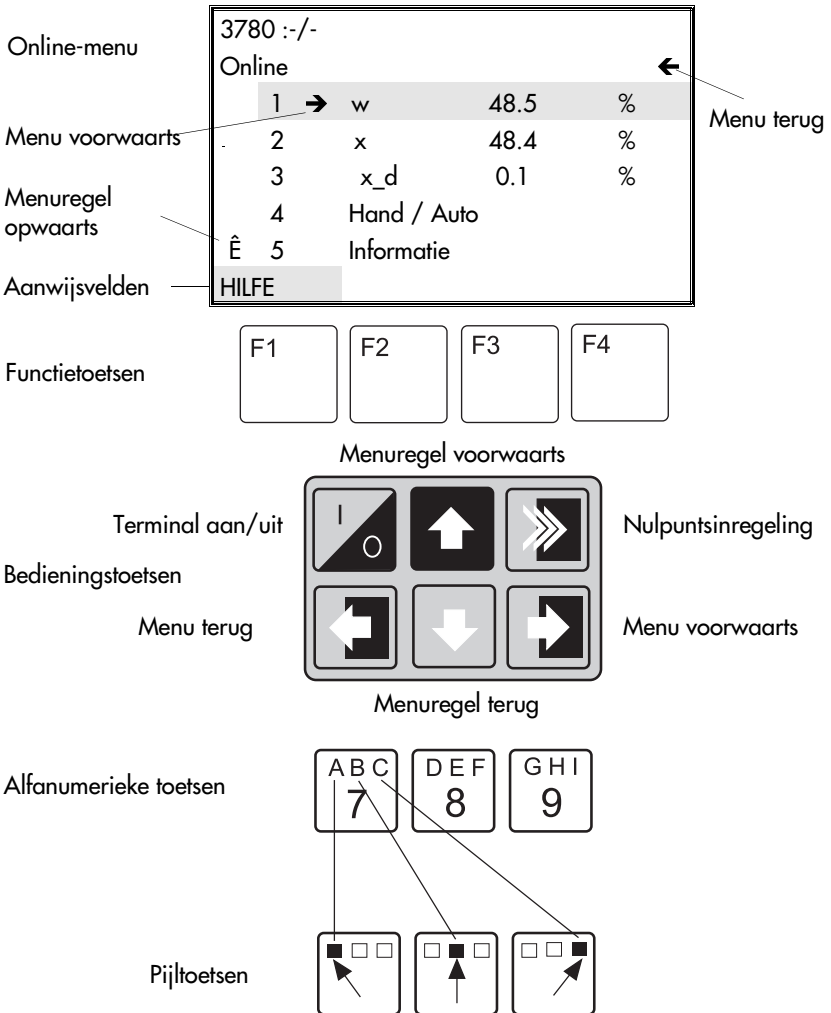 Online-menu
3780 :-/-
Online ←
1 → w 48.5 %
Menu terug
Menu voorwaarts
2 x 48.4 %
3 x_d 0.1 %
Menuregel
opwaarts
4 Hand / Auto
Ê 5 Informatie
Aanwijsvelden
HILFE
Functietoetsen
F1 F2 F3 F4
Menuregel voorwaarts
Terminal aan/uit
I
O
Nulpuntsinregeling
Bedieningstoetsen
Menu terug
Menu voorwaarts
Menuregel terug
Alfanumerieke toetsen
A B C D E F G H I
7 8 9
Pijltoetsen